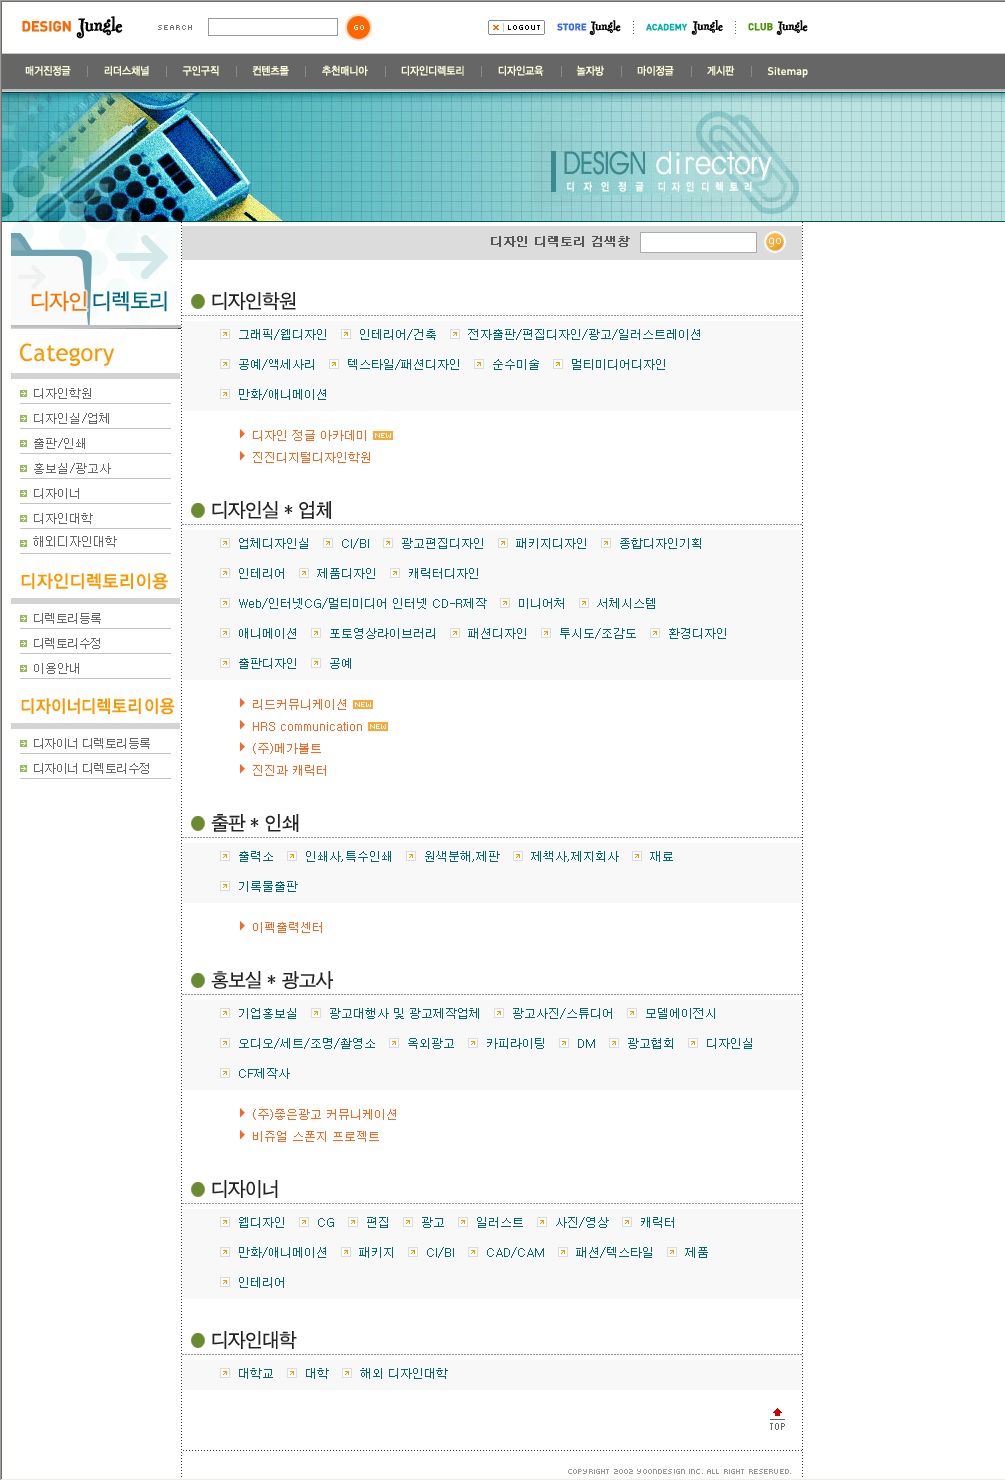 DESIGN Jungle SEARCH GO LOGOUT STORE Jungle ACADEMY Jungle CLUB Jungle
매거진정글 리더스채널 구인구직 컨텐츠몰 추천매니아 디자인디렉토리 디자인교육 놀자방 마이정글 게시판 Sitemap
DESIGN directory
디자인정글 디자인디렉토리
디자인 디렉토리 검색창 go
디자인디렉토리
Category
디자인학원
디자인실/업체
출판/인쇄
홍보실/광고사
디자이너
디자인대학
해외디자인대학
디자인디렉토리이용
디렉토리등록
디렉토리수정
이용안내
디자이너디렉토리이용
디자이너 디렉토리등록
디자이너 디렉토리수정
디자인학원
그래픽/웹디자인 인테리어/건축 전자출판/편집디자인/광고/일러스트레이션
공예/액세사리 텍스타일/패션디자인 순수미술 멀티미디어디자인
만화/애니메이션
디자인 정글 아카데미 NEW
진진디지털디자인학원
디자인실 * 업체
업체디자인실 CI/BI 광고편집디자인 패키지디자인 종합디자인기획
인테리어 제품디자인 캐릭터디자인
Web/인터넷CG/멀티미디어 인터넷 CD-R제작 미니어처 서체시스템
애니메이션 포토영상라이브러리 패션디자인 투시도/조감도 환경디자인
출판디자인 공예
리드커뮤니케이션 NEW
HRS communication NEW
(주)메가볼트
진진과 캐릭터
출판 * 인쇄
출력소 인쇄사,특수인쇄 원색분해,제판 제책사,제지회사 재료
기록물출판
이펙출력센터
홍보실 * 광고사
기업홍보실 광고대행사 및 광고제작업체 광고사진/스튜디어 모델에이전시
오디오/세트/조명/촬영소 옥외광고 카피라이팅 DM 광고협회 디자인실
CF제작사
(주)좋은광고 커뮤니케이션
비쥬얼 스폰지 프로젝트
디자이너
웹디자인 CG 편집 광고 일러스트 사진/영상 캐릭터
만화/애니메이션 패키지 CI/BI CAD/CAM 패션/텍스타일 제품
인테리어
디자인대학
대학교 대학 해외 디자인대학
TOP
COPYRIGHT 2002 YOONDESIGN INC. ALL RIGHT RESERVED.